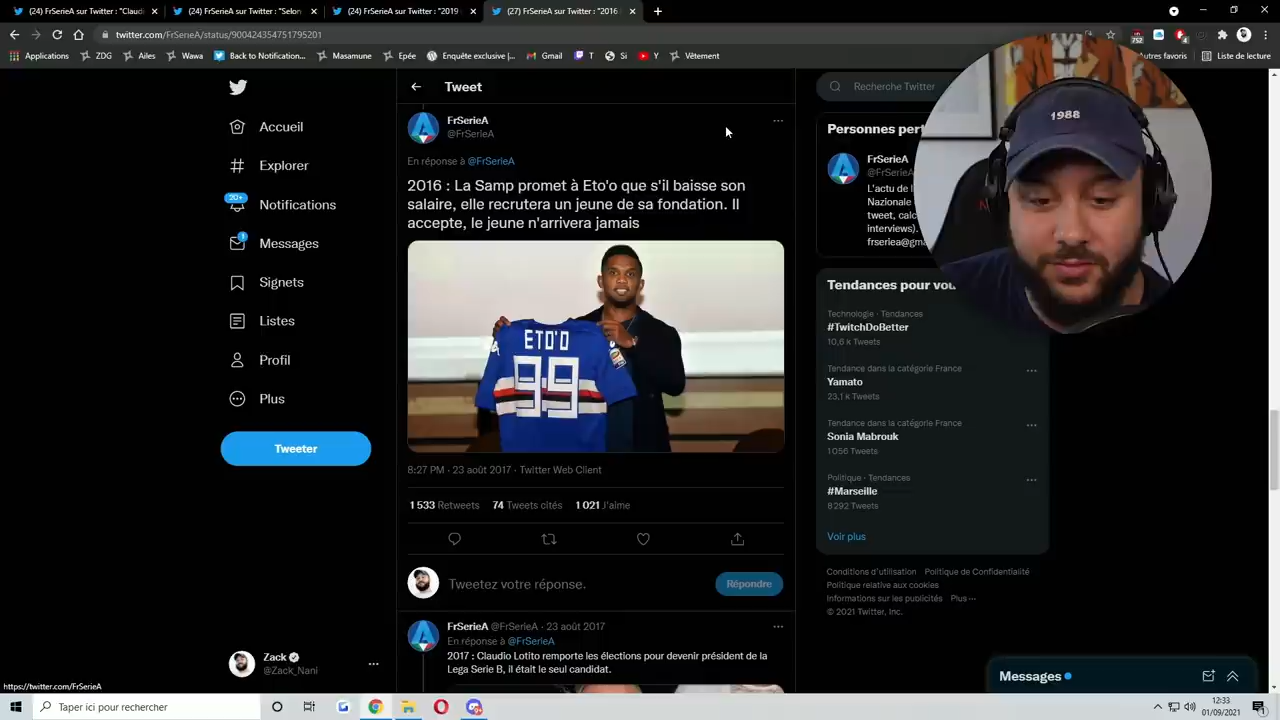 (24) FrSerieA sur Twitter : "Claud
(24) FrSerieA sur Twitter : "Selon
(24) FrSerieA sur Twitter : "2019
(27) FrSerieA sur Twitter : "2016
twitter.com/FrSerieA/status/900424354751795201
752
4
Applications
ZDG
Ailes
Wawa
Back to Nothingnes...
Masamune
Epée
Enquête exclusive |...
Gmail
T
Si
Y
Vêtement
Autres favoris
Liste de lecture
Tweet
Recherche Twitter
Accueil
Explorer
20+
Notifications
1
Messages
Signets
Listes
Profil
Plus
Tweeter
Zack
@Zack_Nani
FrSerieA
@FrSerieA
En réponse à @FrSerieA
2016 : La Samp promet à Eto'o que s'il baisse son
salaire, elle recrutera un jeune de sa fondation. Il
accepte, le jeune n'arrivera jamais
ETO'O
99
8:27 PM · 23 août 2017 · Twitter Web Client
1 533 Retweets 74 Tweets cités 1 021 J'aime
Tweetez votre réponse.
Répondre
FrSerieA @FrSerieA · 23 août 2017
En réponse à @FrSerieA
2017 : Claudio Lotito remporte les élections pour devenir président de la
Lega Serie B, il était le seul candidat.
Personnes pert
FrSerieA
@FrSerieA
L'actu de l
Nazionale
tweet, calc
interviews).
frseriea@gma
1988
Tendances pour vou
Technologie · Tendances
#TwitchDoBetter
10,6 k Tweets
Tendance dans la catégorie France
Yamato
23,1 k Tweets
Tendance dans la catégorie France
Sonia Mabrouk
1 056 Tweets
Politique · Tendances
#Marseille
8 292 Tweets
Voir plus
Conditions d'utilisation Politique de Confidentialité
Politique relative aux cookies
Informations sur les publicités Plus ···
© 2021 Twitter, Inc.
Messages
https://twitter.com/FrSerieA
Taper ici pour rechercher
12:33
01/09/2021
1